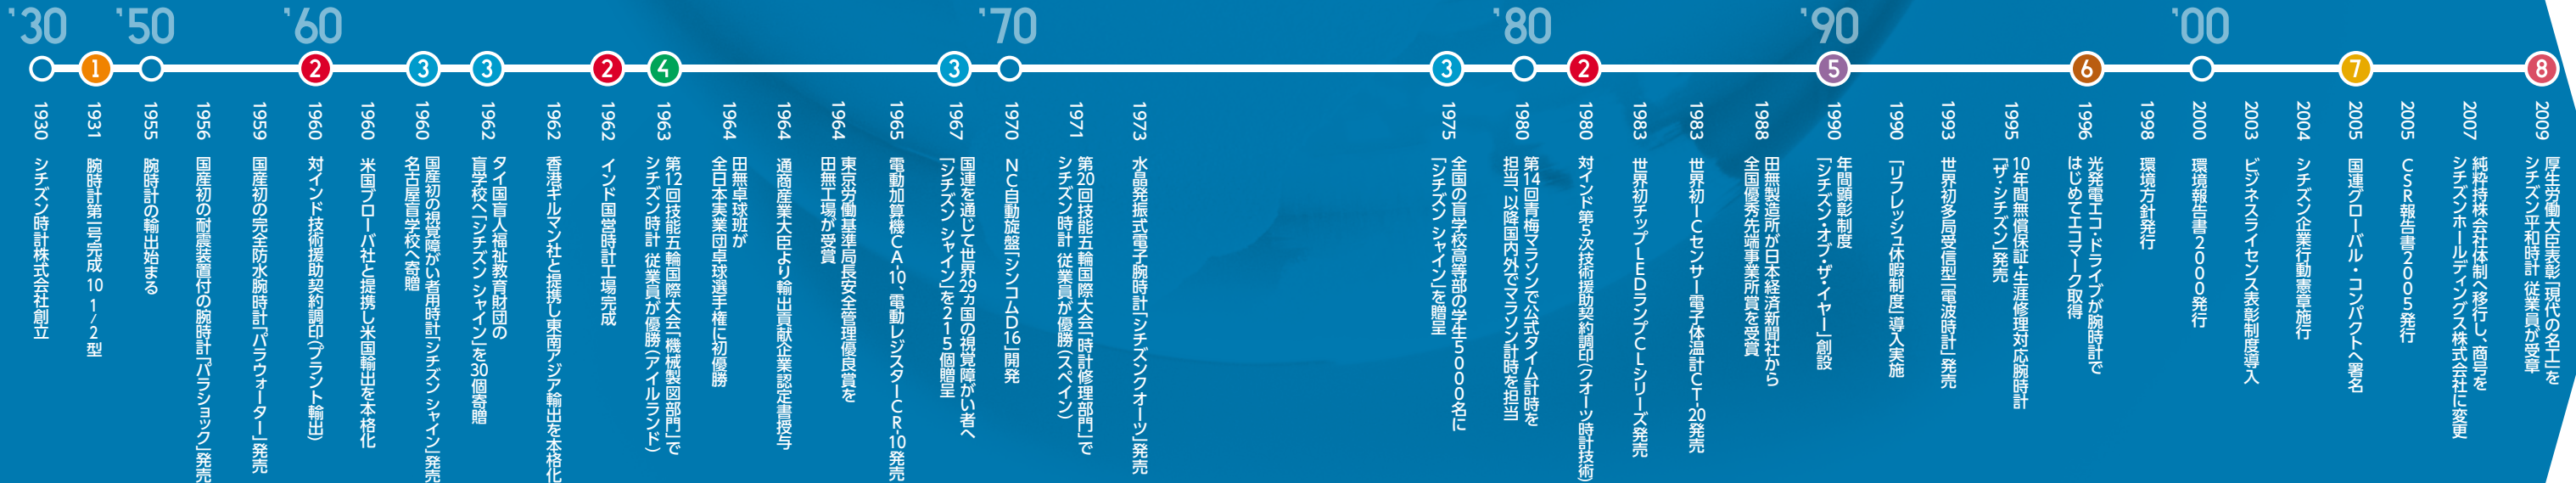 '30
'50
'60
'70
'80
'90
'00
1
2
3
3
2
4
3
3
2
5
6
7
8
1930 シチズン時計株式会社創立
1931 腕時計第一号完成 10 1/2型
1955 腕時計の輸出始まる
1956 国産初の耐震装置付の腕時計「パラショック」発売
1959 国産初の完全防水腕時計「パラウォーター」発売
1960 対インド技術援助契約調印(プラント輸出)
1960 米国ブローバ社と提携し米国輸出を本格化
1960 国産初の視覚障がい者用時計「シチズン シャイン」発売
名古屋盲学校へ寄贈
1962 タイ国盲人福祉教育財団の
盲学校へ「シチズン シャイン」を30個寄贈
1962 香港ギルマン社と提携し東南アジア輸出を本格化
1962 インド国営時計工場完成
1963 第12回技能五輪国際大会「機械製図部門」で
シチズン時計 従業員が優勝(アイルランド)
1964 田無卓球班が
全日本実業団卓球選手権に初優勝
1964 通商産業大臣より輸出貢献企業認定書授与
1964 東京労働基準局長安全管理優良賞を
田無工場が受賞
1965 電動加算機CA-10、電動レジスターCR-10発売
1967 国連を通じて世界29ヵ国の視覚障がい者へ
「シチズン シャイン」を215個贈呈
1970 NC自動旋盤「シンコムD16」開発
1971 第20回技能五輪国際大会「時計修理部門」で
シチズン時計 従業員が優勝(スペイン)
1973 水晶発振式電子腕時計「シチズンクオーツ」発売
1975 全国の盲学校高等部の学生5000名に
「シチズン シャイン」を贈呈
1980 第14回青梅マラソンで公式タイム計時を
担当、以降国内外でマラソン計時を担当
1980 対インド第5次技術援助契約調印(クオーツ時計技術)
1983 世界初チップLEDランプCLシリーズ発売
1983 世界初ICセンサー電子体温計CT-20発売
1988 田無製造所が日本経済新聞社から
全国優秀先端事業所賞を受賞
1990 年間顕彰制度
「シチズン・オブ・ザ・イヤー」創設
1990 「リフレッシュ休暇制度」導入実施
1993 世界初多局受信型「電波時計」発売
1995 10年間無償保証・生涯修理対応腕時計
「ザ・シチズン」発売
1996 光発電エコ・ドライブが腕時計で
はじめてエコマーク取得
1998 環境方針発行
2000 環境報告書2000発行
2003 ビジネスライセンス表彰制度導入
2004 シチズン企業行動憲章施行
2005 国連グローバル・コンパクトへ署名
2005 CSR報告書2005発行
2007 純粋持株会社体制へ移行し、商号を
シチズンホールディングス株式会社に変更
2009 厚生労働大臣表彰「現代の名工」を
シチズン平和時計 従業員が受章